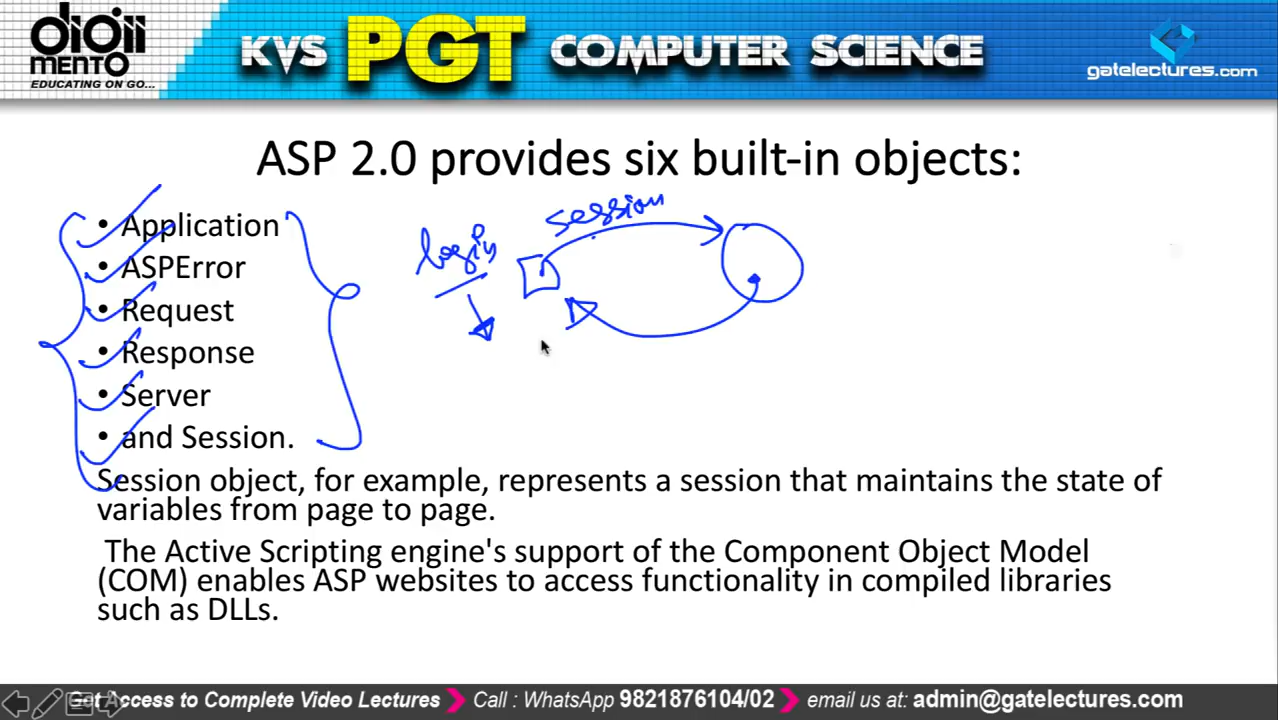 digii
MENTO
EDUCATING ON GO...
KVS PGT COMPUTER SCIENCE
gatelectures.com
ASP 2.0 provides six built-in objects:
• Application
• ASPError
• Request
• Response
• Server
• and Session.
session
login
Session object, for example, represents a session that maintains the state of
variables from page to page.
The Active Scripting engine's support of the Component Object Model
(COM) enables ASP websites to access functionality in compiled libraries
such as DLLs.
Get Access to Complete Video Lectures Call : WhatsApp 9821876104/02 email us at: admin@gatelectures.com